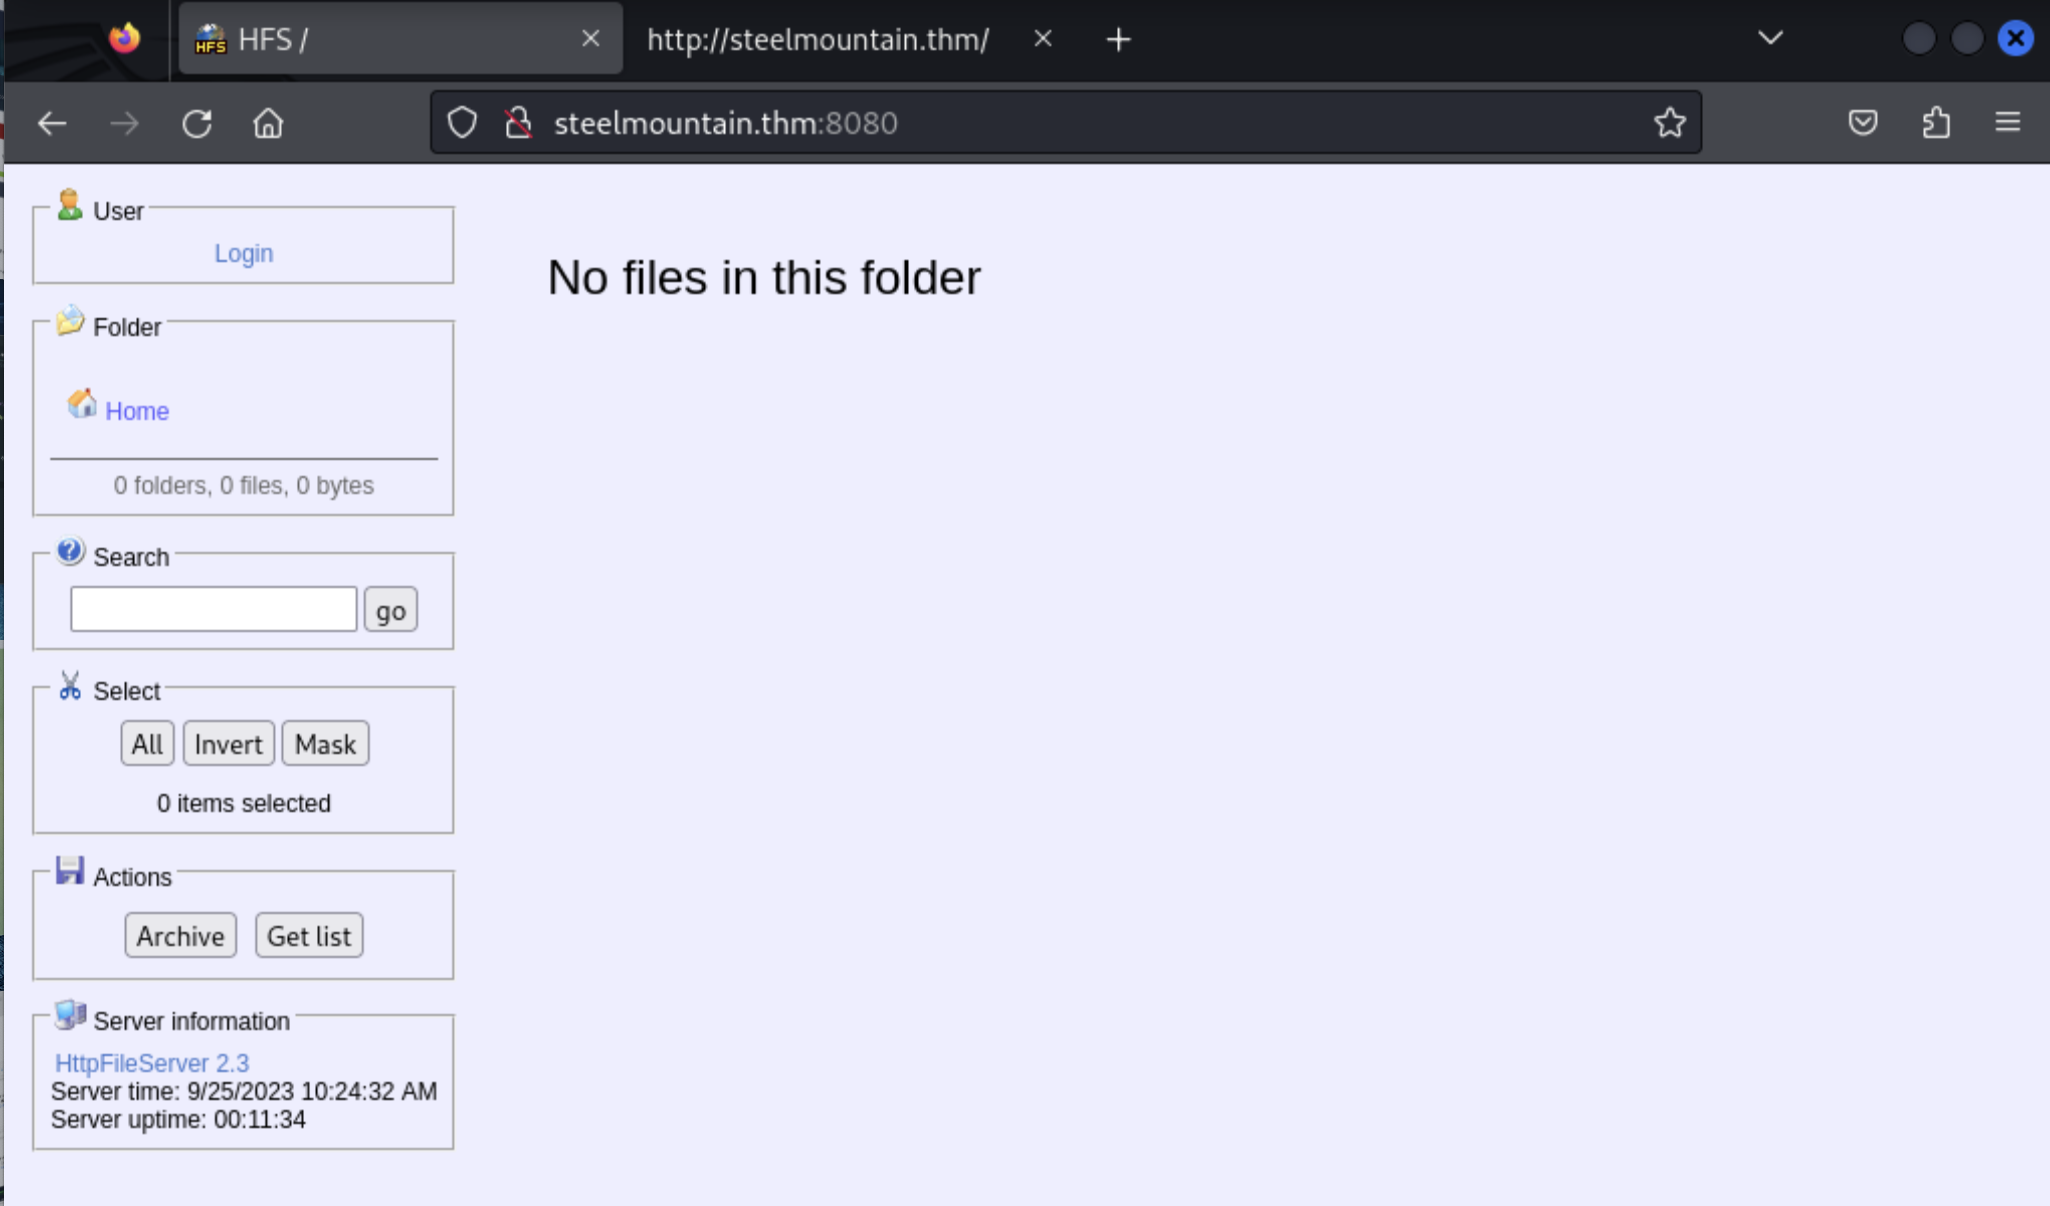 HFS /
http://steelmountain.thm/
steelmountain.thm:8080
User
Login
Folder
Home
0 folders, 0 files, 0 bytes
Search
go
Select
All Invert Mask
0 items selected
Actions
Archive Get list
Server information
HttpFileServer 2.3
Server time: 9/25/2023 10:24:32 AM
Server uptime: 00:11:34
No files in this folder